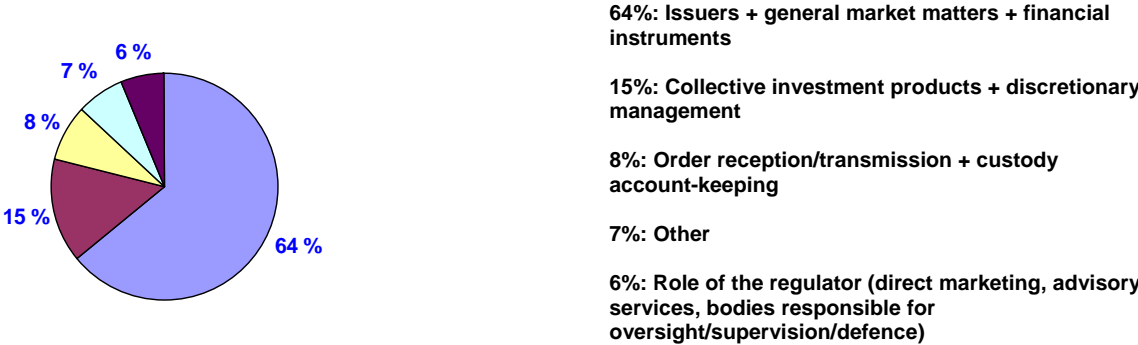 6 %
7 %
8 %
15 %
64 %
64%: Issuers + general market matters + financial
instruments
15%: Collective investment products + discretionary
management
8%: Order reception/transmission + custody
account-keeping
7%: Other
6%: Role of the regulator (direct marketing, advisory
services, bodies responsible for
oversight/supervision/defence)